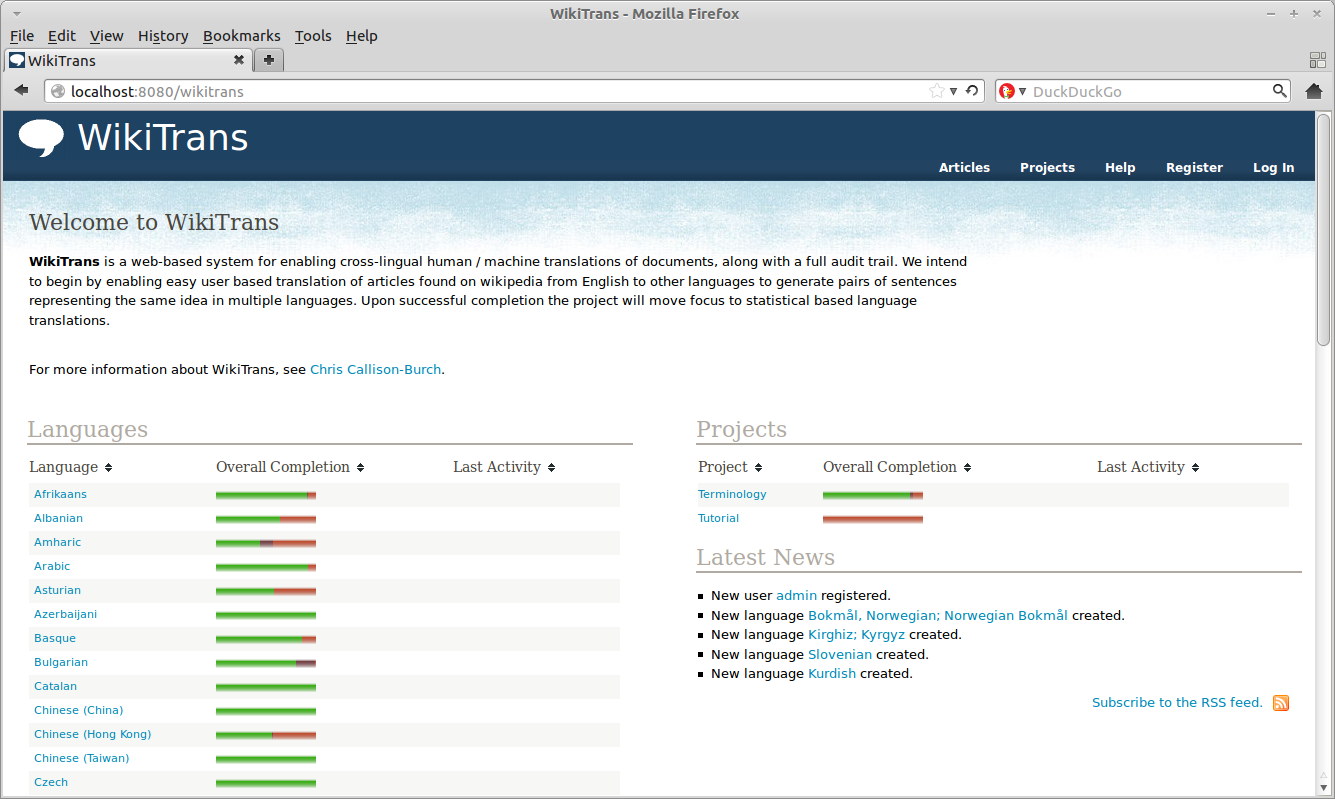 WikiTrans - Mozilla Firefox
File Edit View History Bookmarks Tools Help
WikiTrans
localhost:8080/wikitrans
DuckDuckGo
WikiTrans
Articles Projects Help Register Log In
Welcome to WikiTrans
WikiTrans is a web-based system for enabling cross-lingual human / machine translations of documents, along with a full audit trail. We intend
to begin by enabling easy user based translation of articles found on wikipedia from English to other languages to generate pairs of sentences
representing the same idea in multiple languages. Upon successful completion the project will move focus to statistical based language
translations.
For more information about WikiTrans, see Chris Callison-Burch.
Languages
Language Overall Completion Last Activity
Afrikaans
Albanian
Amharic
Arabic
Asturian
Azerbaijani
Basque
Bulgarian
Catalan
Chinese (China)
Chinese (Hong Kong)
Chinese (Taiwan)
Czech
Projects
Project Overall Completion Last Activity
Terminology
Tutorial
Latest News
New user admin registered.
New language Bokmål, Norwegian; Norwegian Bokmål created.
New language Kirghiz; Kyrgyz created.
New language Slovenian created.
New language Kurdish created.
Subscribe to the RSS feed.